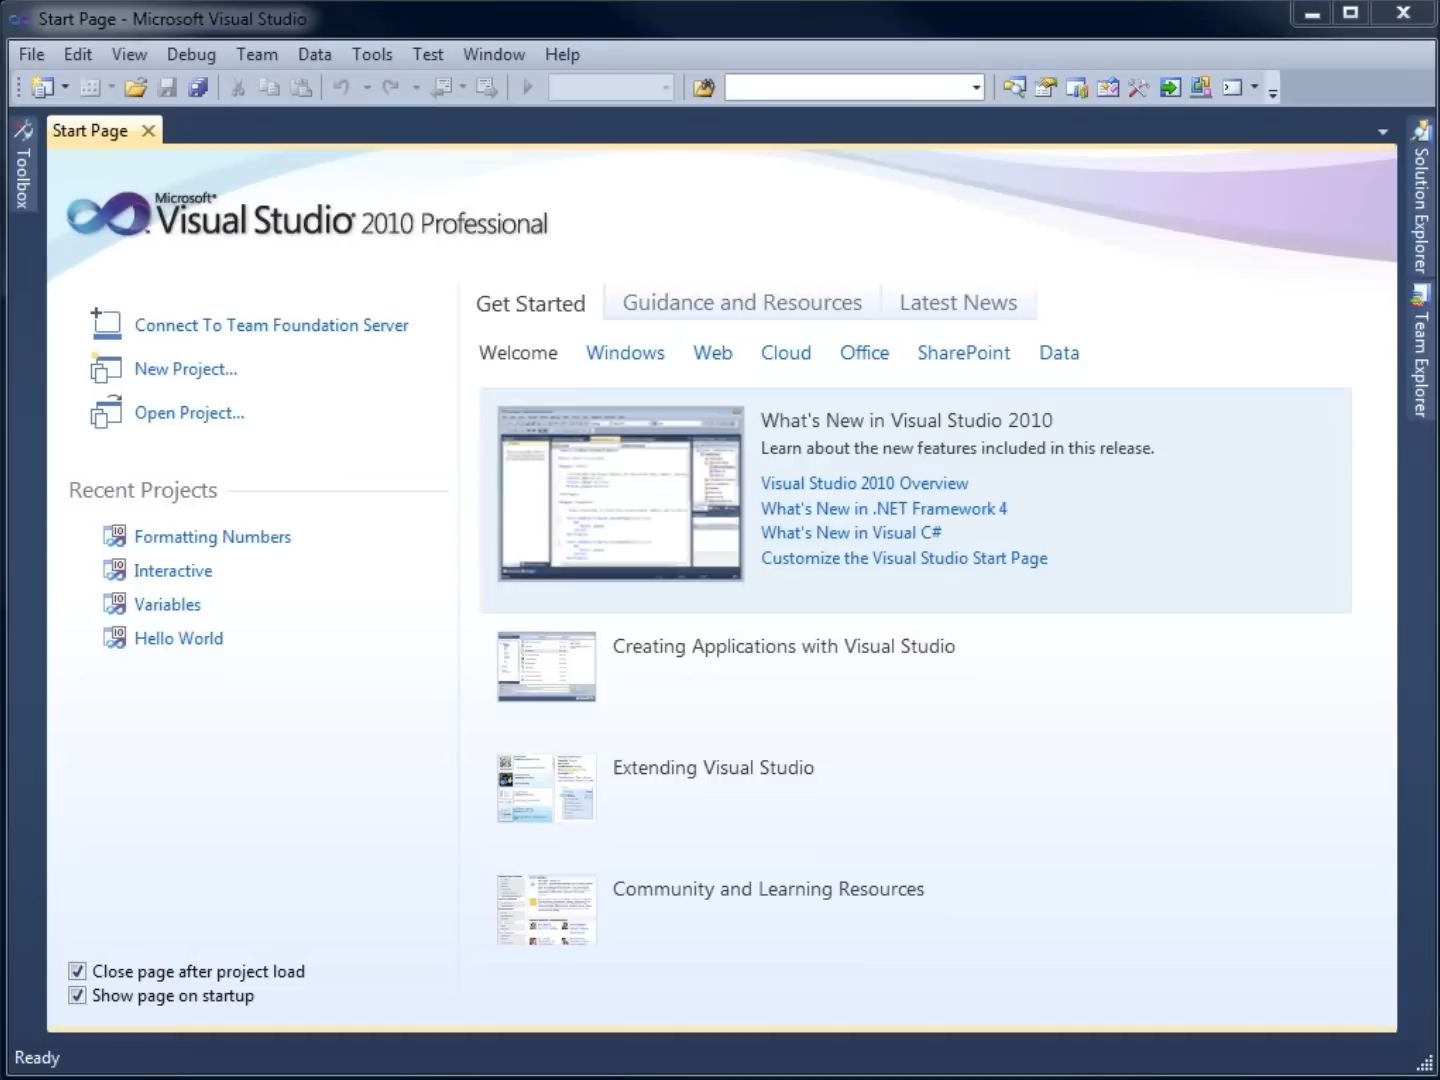 Start Page - Microsoft Visual Studio
File Edit View Debug Team Data Tools Test Window Help
Toolbox
Start Page
Solution Explorer
Team Explorer
Microsoft®
Visual Studio® 2010 Professional
Connect To Team Foundation Server
New Project...
Open Project...
Recent Projects
Formatting Numbers
Interactive
Variables
Hello World
Get Started Guidance and Resources Latest News
Welcome Windows Web Cloud Office SharePoint Data
What's New in Visual Studio 2010
Learn about the new features included in this release.
Visual Studio 2010 Overview
What's New in .NET Framework 4
What's New in Visual C#
Customize the Visual Studio Start Page
Creating Applications with Visual Studio
Extending Visual Studio
Community and Learning Resources
Close page after project load
Show page on startup
Ready